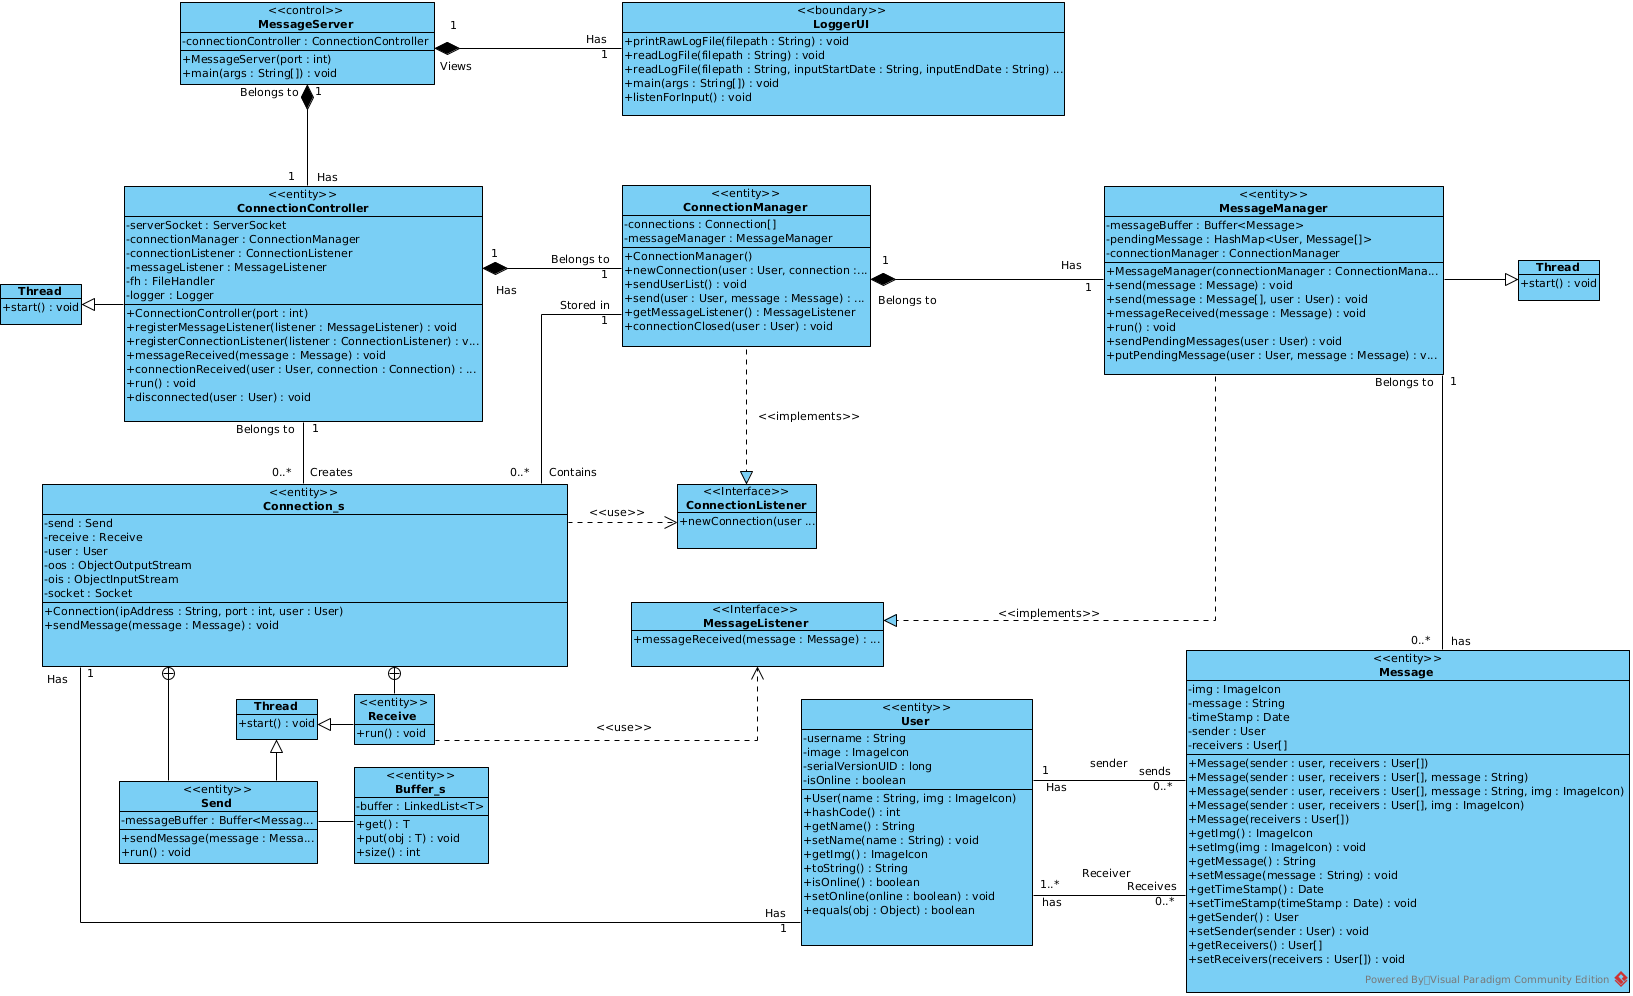 <<control>>
MessageServer
-connectionController : ConnectionController
+MessageServer(port : int)
+main(args : String[]) : void
1
Views
Has
1
<<boundary>>
LoggerUI
+printRawLogFile(filepath : String) : void
+readLogFile(filepath : String) : void
+readLogFile(filepath : String, inputStartDate : String, inputEndDate : String) ...
+main(args : String[]) : void
+listenForInput() : void
Belongs to
1
1
Has
<<entity>>
ConnectionController
-serverSocket : ServerSocket
-connectionManager : ConnectionManager
-connectionListener : ConnectionListener
-messageListener : MessageListener
-fh : FileHandler
-logger : Logger
+ConnectionController(port : int)
+registerMessageListener(listener : MessageListener) : void
+registerConnectionListener(listener : ConnectionListener) : v...
+messageReceived(message : Message) : void
+connectionReceived(user : User, connection : Connection) : ...
+run() : void
+disconnected(user : User) : void
Thread
+start() : void
1
Has
Belongs to
1
Stored in
1
<<entity>>
ConnectionManager
-connections : Connection[]
-messageManager : MessageManager
+ConnectionManager()
+newConnection(user : User, connection :...
+sendUserList() : void
+send(user : User, message : Message) : ...
+getMessageListener() : MessageListener
+connectionClosed(user : User) : void
1
Belongs to
Has
1
<<entity>>
MessageManager
-messageBuffer : Buffer<Message>
-pendingMessage : HashMap<User, Message[]>
-connectionManager : ConnectionManager
+MessageManager(connectionManager : ConnectionMana...
+send(message : Message) : void
+send(message : Message[], user : User) : void
+messageReceived(message : Message) : void
+run() : void
+sendPendingMessages(user : User) : void
+putPendingMessage(user : User, message : Message) : v...
Thread
+start() : void
Belongs to
1
<<implements>>
Belongs to
1
0..*
Creates
0..*
Contains
<<entity>>
Connection_s
-send : Send
-receive : Receive
-user : User
-oos : ObjectOutputStream
-ois : ObjectInputStream
-socket : Socket
+Connection(ipAddress : String, port : int, user : User)
+sendMessage(message : Message) : void
<<use>>
<<Interface>>
ConnectionListener
+newConnection(user ...
<<Interface>>
MessageListener
+messageReceived(message : Message) : ...
<<implements>>
0..*
has
Has
1
Thread
+start() : void
<<entity>>
Receive
+run() : void
<<use>>
<<entity>>
Send
-messageBuffer : Buffer<Messag...
+sendMessage(message : Messa...
+run() : void
<<entity>>
Buffer_s
-buffer : LinkedList<T>
+get() : T
+put(obj : T) : void
+size() : int
Has
1
<<entity>>
User
-username : String
-image : ImageIcon
-serialVersionUID : long
-isOnline : boolean
+User(name : String, img : ImageIcon)
+hashCode() : int
+getName() : String
+setName(name : String) : void
+getImg() : ImageIcon
+toString() : String
+isOnline() : boolean
+setOnline(online : boolean) : void
+equals(obj : Object) : boolean
sender
1
sends
Has
0..*
Receiver
1..*
Receives
has
0..*
<<entity>>
Message
-img : ImageIcon
-message : String
-timeStamp : Date
-sender : User
-receivers : User[]
+Message(sender : user, receivers : User[])
+Message(sender : user, receivers : User[], message : String)
+Message(sender : user, receivers : User[], message : String, img : ImageIcon)
+Message(sender : user, receivers : User[], img : ImageIcon)
+Message(receivers : User[])
+getImg() : ImageIcon
+setImg(img : ImageIcon) : void
+getMessage() : String
+setMessage(message : String) : void
+getTimeStamp() : Date
+setTimeStamp(timeStamp : Date) : void
+getSender() : User
+setSender(sender : User) : void
+getReceivers() : User[]
+setReceivers(receivers : User[]) : void
Powered By Visual Paradigm Community Edition